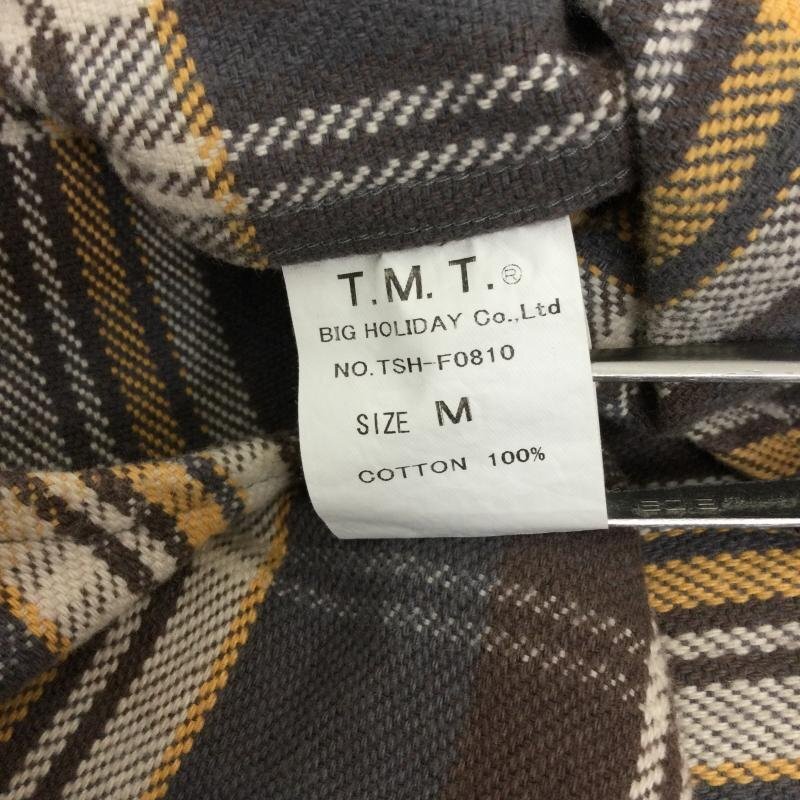 T.M.T.®
BIG HOLIDAY Co.,Ltd
NO.TSH-F0810
SIZE M
COTTON 100%